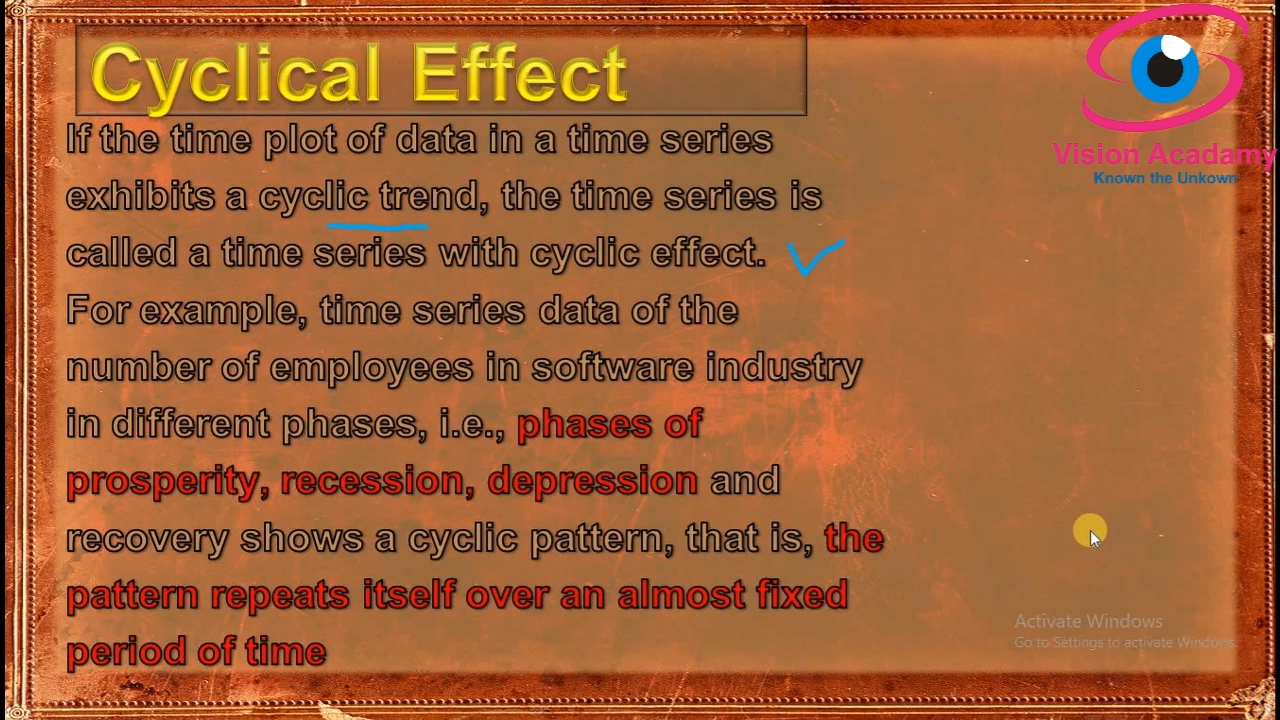 Cyclical Effect
If the time plot of data in a time series
exhibits a cyclic trend, the time series is
called a time series with cyclic effect.
For example, time series data of the
number of employees in software industry
in different phases, i.e., phases of
prosperity, recession, depression and
recovery shows a cyclic pattern, that is, the
pattern repeats itself over an almost fixed
period of time
Vision Acadamy
Known the Unkown
Activate Windows
Go to Settings to activate Windows.